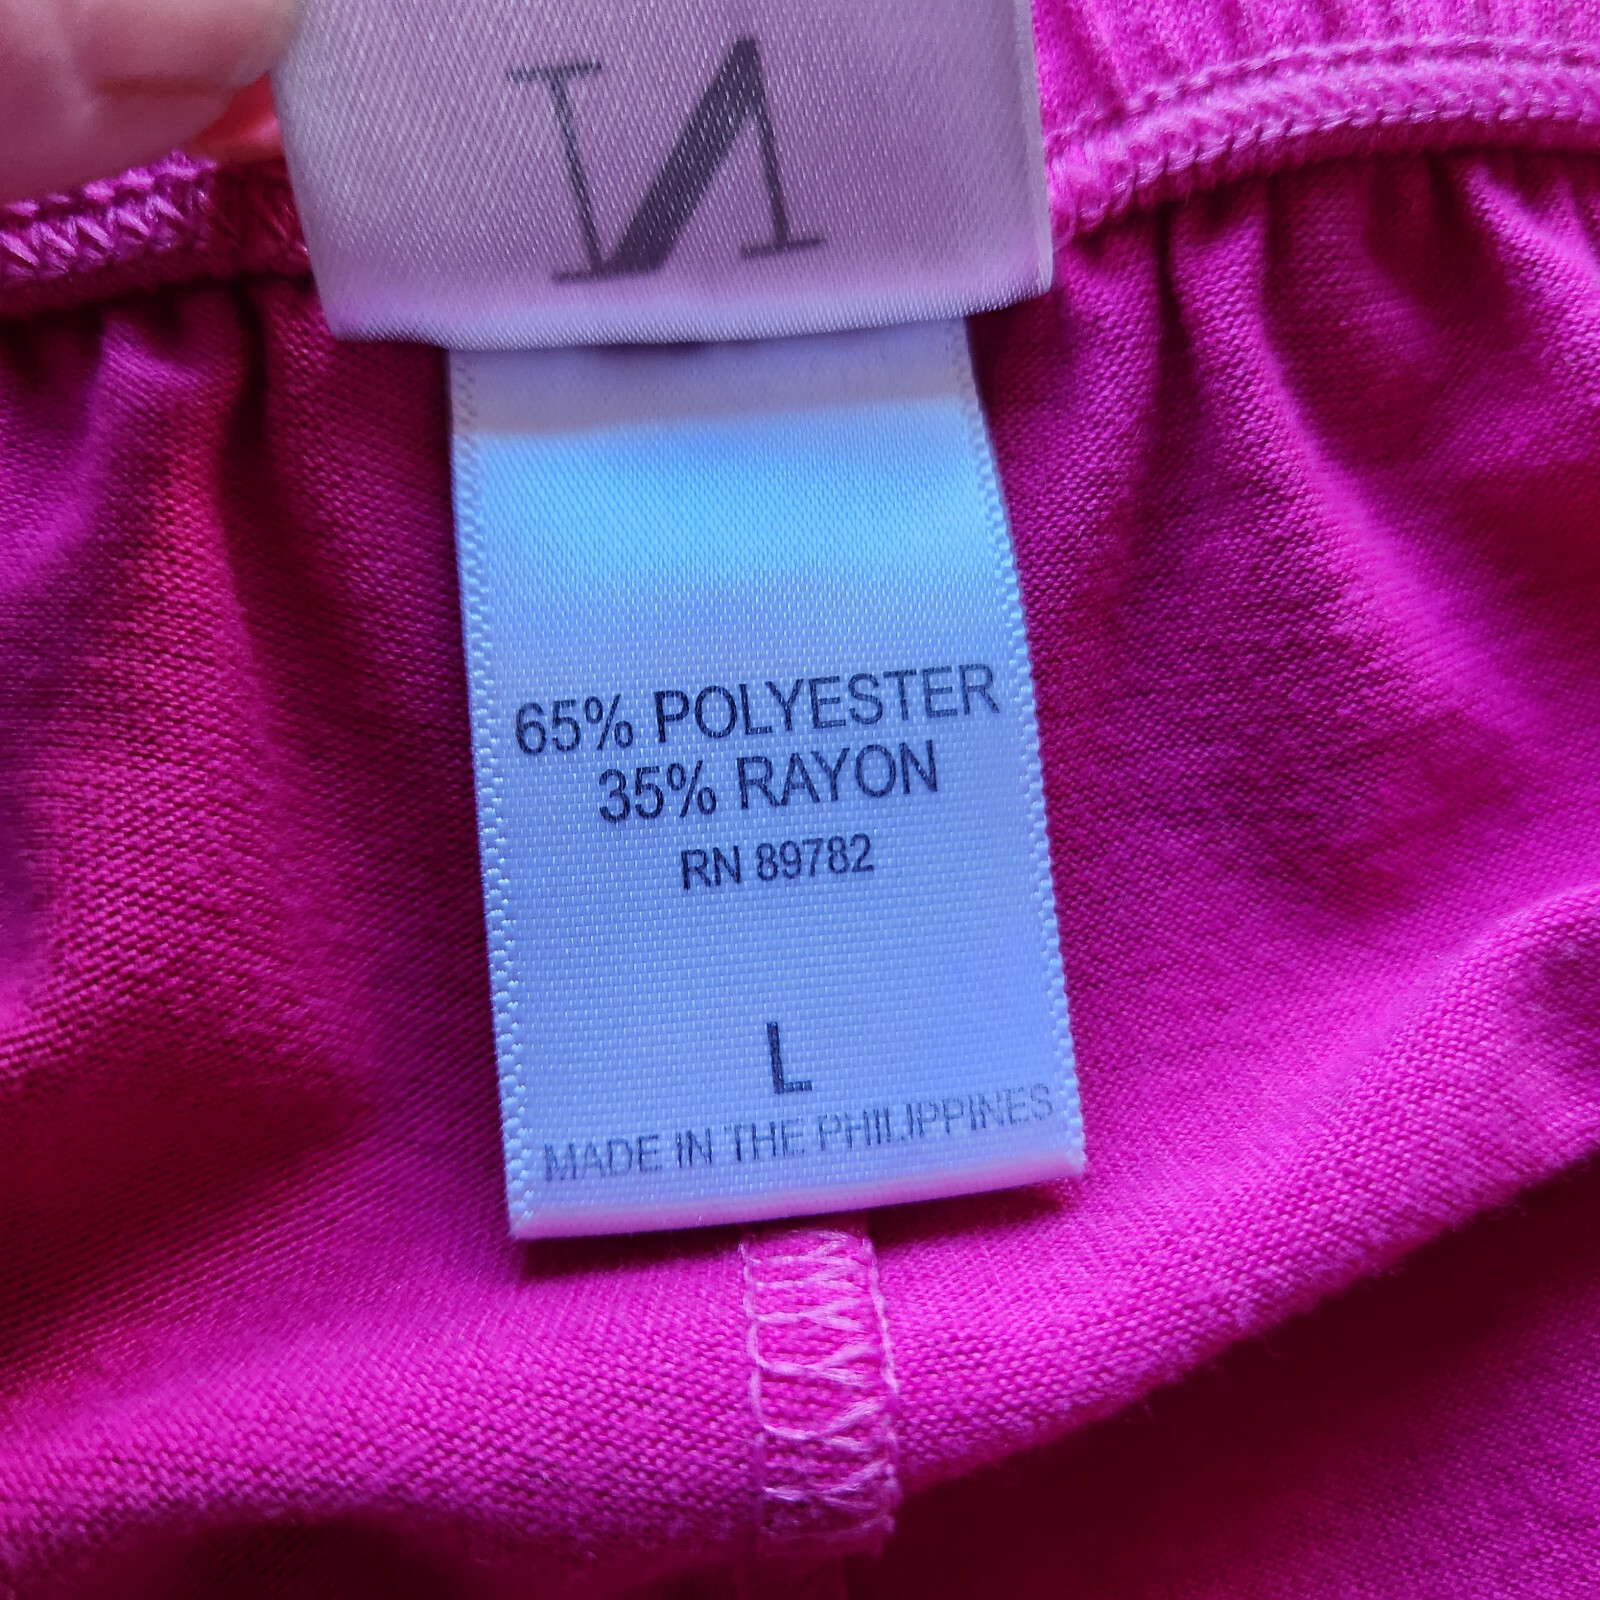 N
65% POLYESTER
35% RAYON
RN 89782
L
MADE IN THE PHILIPPINES